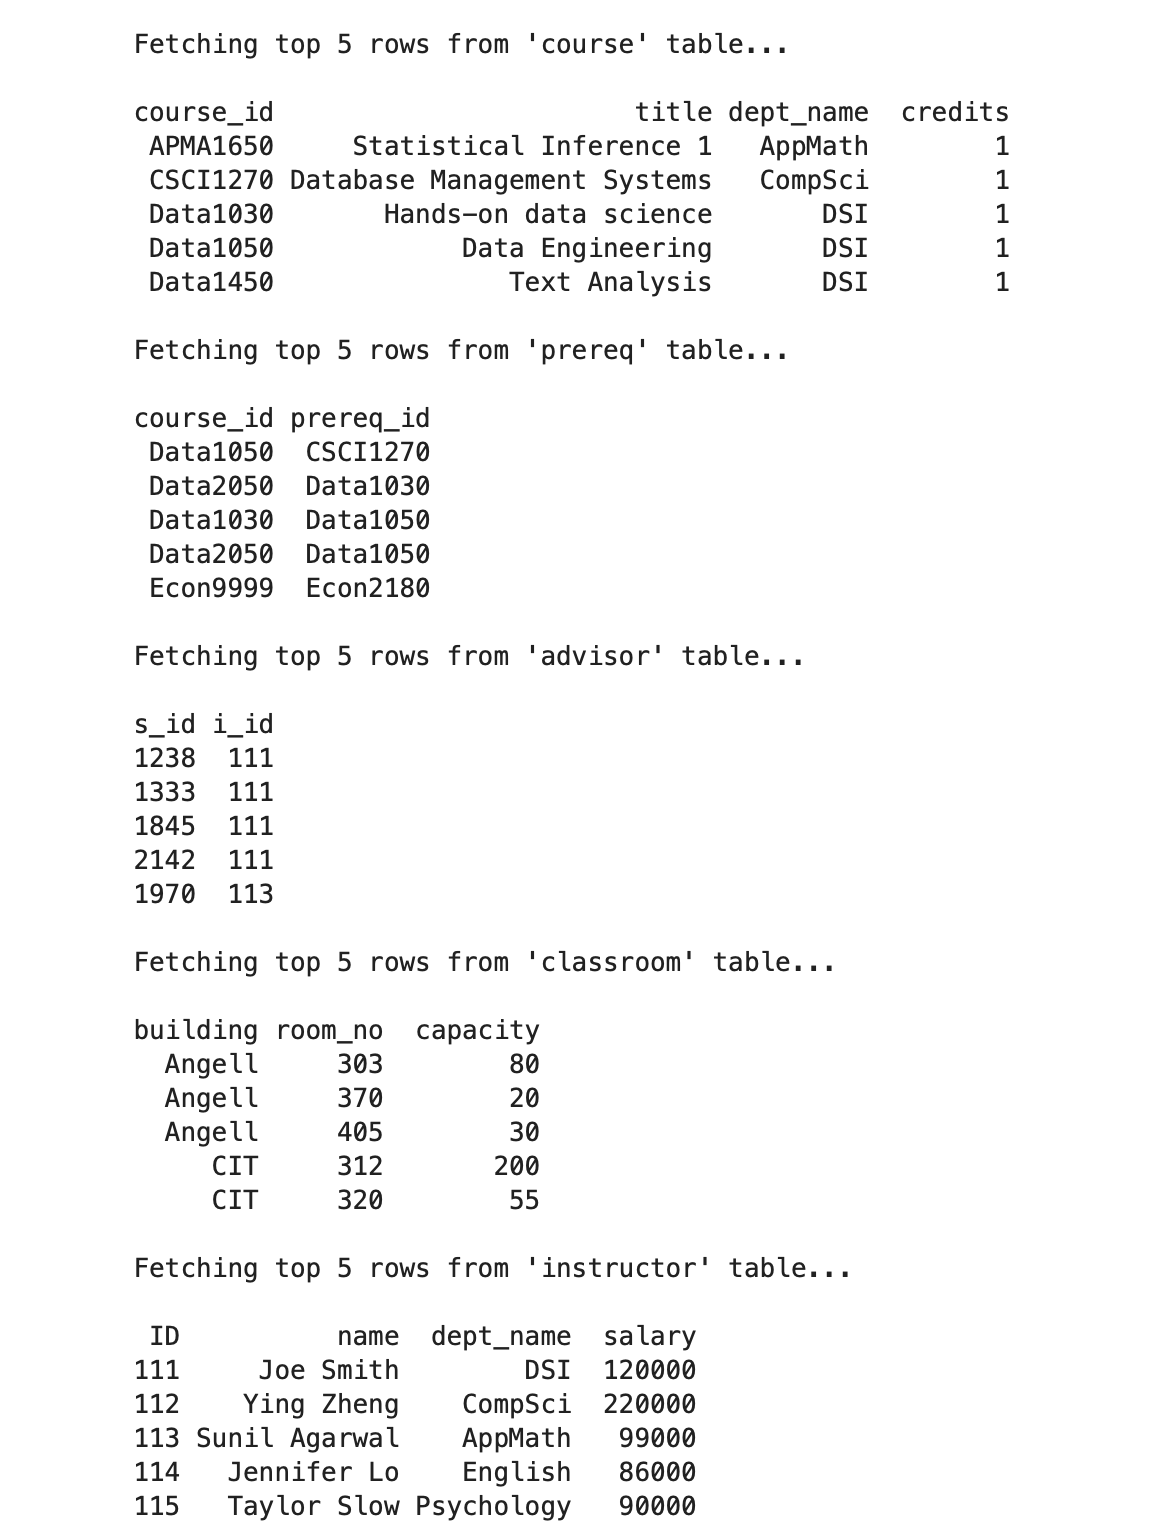 Fetching top 5 rows from 'course' table...
course_id title dept_name credits
APMA1650 Statistical Inference 1 AppMath 1
CSCI1270 Database Management Systems CompSci 1
Data1030 Hands-on data science DSI 1
Data1050 Data Engineering DSI 1
Data1450 Text Analysis DSI 1
Fetching top 5 rows from 'prereq' table...
course_id prereq_id
Data1050 CSCI1270
Data2050 Data1030
Data1030 Data1050
Data2050 Data1050
Econ9999 Econ2180
Fetching top 5 rows from 'advisor' table...
s_id i_id
1238 111
1333 111
1845 111
2142 111
1970 113
Fetching top 5 rows from 'classroom' table...
building room_no capacity
Angell 303 80
Angell 370 20
Angell 405 30
CIT 312 200
CIT 320 55
Fetching top 5 rows from 'instructor' table...
ID name dept_name salary
111 Joe Smith DSI 120000
112 Ying Zheng CompSci 220000
113 Sunil Agarwal AppMath 99000
114 Jennifer Lo English 86000
115 Taylor Slow Psychology 90000